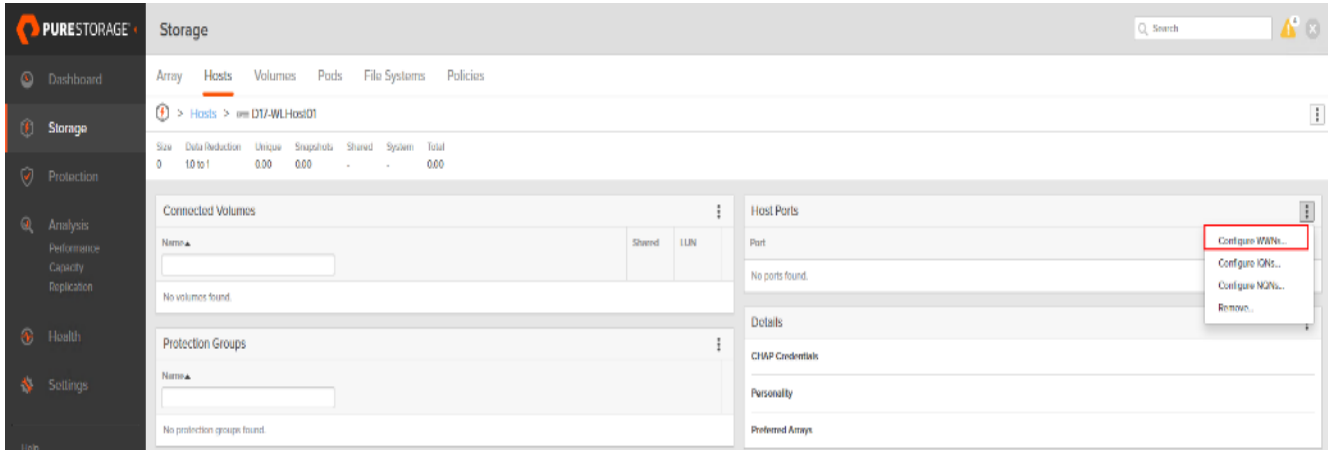 PURESTORAGE®
Storage
Search
4
Dashboard
Storage
Protection
Analysis
Performance
Capacity
Replication
Health
Settings
Help
Array Hosts Volumes Pods File Systems Policies
> Hosts > D17-WLHost01
Size Data Reduction Unique Snapshots Shared System Total
0 1.0 to 1 0.00 0.00 - - 0.00
Connected Volumes
Name▲ Shared LUN
No volumes found.
Protection Groups
Name▲
No protection groups found.
Host Ports
Port
No ports found.
Configure WWNs...
Configure IQNs...
Configure NQNs...
Remove...
Details
CHAP Credentials
Personality
Preferred Arrays